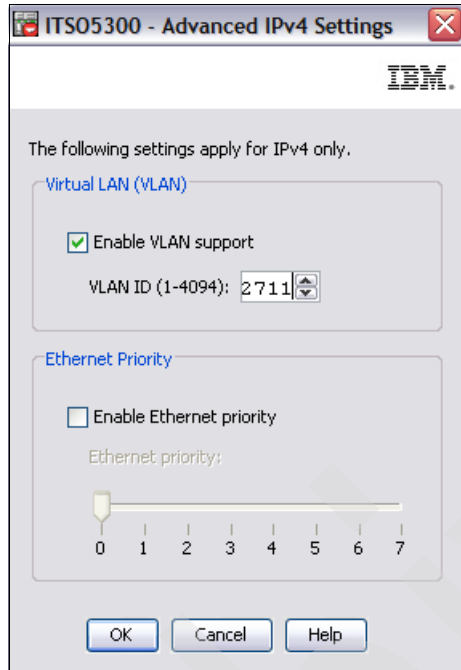 ITSO5300 - Advanced IPv4 Settings
IBM.
The following settings apply for IPv4 only.
Virtual LAN (VLAN)
Enable VLAN support
VLAN ID (1-4094): 2711
Ethernet Priority
Enable Ethernet priority
Ethernet priority:
0 1 2 3 4 5 6 7
OK Cancel Help